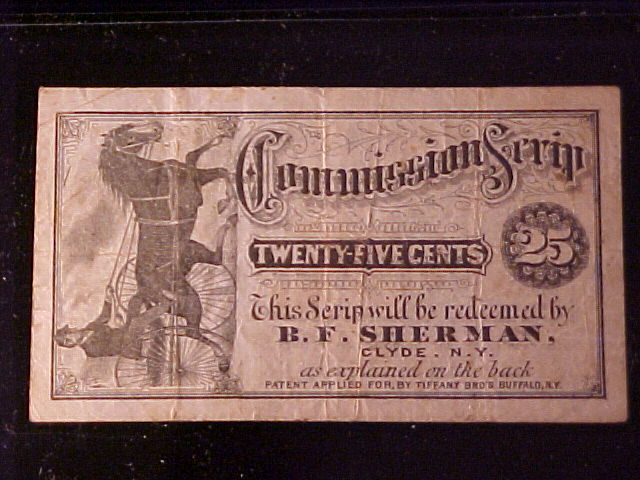 Commission Scrip
TWENTY-FIVE CENTS
25
This Scrip will be redeemed by
B. F. SHERMAN,
CLYDE, N.Y.
as explained on the back
PATENT APPLIED FOR, BY TIFFANY BRO'S BUFFALO, N.Y.